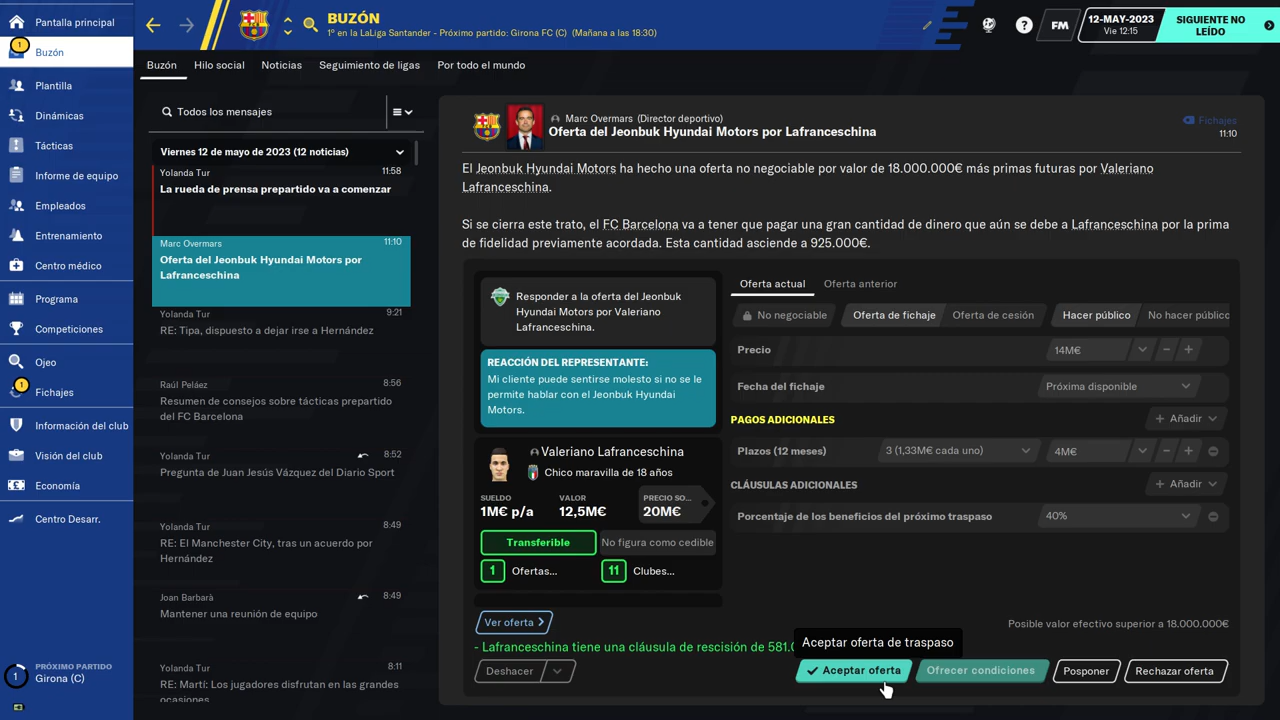 Pantalla principal
1
Buzón
Plantilla
Dinámicas
Tácticas
Informe de equipo
Empleados
Entrenamiento
Centro médico
Programa
Competiciones
Ojeo
1
Fichajes
Información del club
Visión del club
Economía
Centro Desarr.
1
PRÓXIMO PARTIDO
Girona (C)
BUZÓN
1º en la LaLiga Santander - Próximo partido: Girona FC (C) (Mañana a las 18:30)
?
FM
12-MAY-2023
Vie 12:15
SIGUIENTE NO
LEÍDO
Buzón
Hilo social
Noticias
Seguimiento de ligas
Por todo el mundo
Todos los mensajes
Viernes 12 de mayo de 2023 (12 noticias)
Yolanda Tur 11:58
La rueda de prensa prepartido va a comenzar
Marc Overmars 11:10
Oferta del Jeonbuk Hyundai Motors por
Lafranceschina
Yolanda Tur 9:21
RE: Tipa, dispuesto a dejar irse a Hernández
Raúl Peláez 8:56
Resumen de consejos sobre tácticas prepartido
del FC Barcelona
Yolanda Tur 8:52
Pregunta de Juan Jesús Vázquez del Diario Sport
Yolanda Tur 8:49
RE: El Manchester City, tras un acuerdo por
Hernández
Joan Barbarà 8:49
Mantener una reunión de equipo
Yolanda Tur 8:11
RE: Martí: Los jugadores disfrutan en las grandes
ocasiones
Marc Overmars (Director deportivo)
Oferta del Jeonbuk Hyundai Motors por Lafranceschina
Fichajes
11:10
El Jeonbuk Hyundai Motors ha hecho una oferta no negociable por valor de 18.000.000€ más primas futuras por Valeriano
Lafranceschina.
Si se cierra este trato, el FC Barcelona va a tener que pagar una gran cantidad de dinero que aún se debe a Lafranceschina por la prima
de fidelidad previamente acordada. Esta cantidad asciende a 925.000€.
Responder a la oferta del Jeonbuk
Hyundai Motors por Valeriano
Lafranceschina.
REACCIÓN DEL REPRESENTANTE:
Mi cliente puede sentirse molesto si no se le
permite hablar con el Jeonbuk Hyundai
Motors.
Valeriano Lafranceschina
Chico maravilla de 18 años
SUELDO VALOR PRECIO SO...
1M€ p/a 12,5M€ 20M€
Transferible
No figura como cedible
1 Ofertas...
11 Clubes...
Oferta actual
Oferta anterior
No negociable
Oferta de fichaje
Oferta de cesión
Hacer público
No hacer público
Precio 14M€
Fecha del fichaje Próxima disponible
PAGOS ADICIONALES + Añadir
Plazos (12 meses) 3 (1,33M€ cada uno) 4M€
CLÁUSULAS ADICIONALES + Añadir
Porcentaje de los beneficios del próximo traspaso 40%
Ver oferta
Posible valor efectivo superior a 18.000.000€
- Lafranceschina tiene una cláusula de rescisión de 581.0
Aceptar oferta de traspaso
Deshacer
Aceptar oferta
Ofrecer condiciones
Posponer
Rechazar oferta